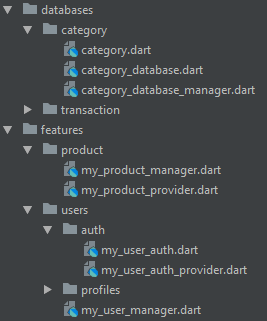 databases
category
category.dart
category_database.dart
category_database_manager.dart
transaction
features
product
my_product_manager.dart
my_product_provider.dart
users
auth
my_user_auth.dart
my_user_auth_provider.dart
profiles
my_user_manager.dart